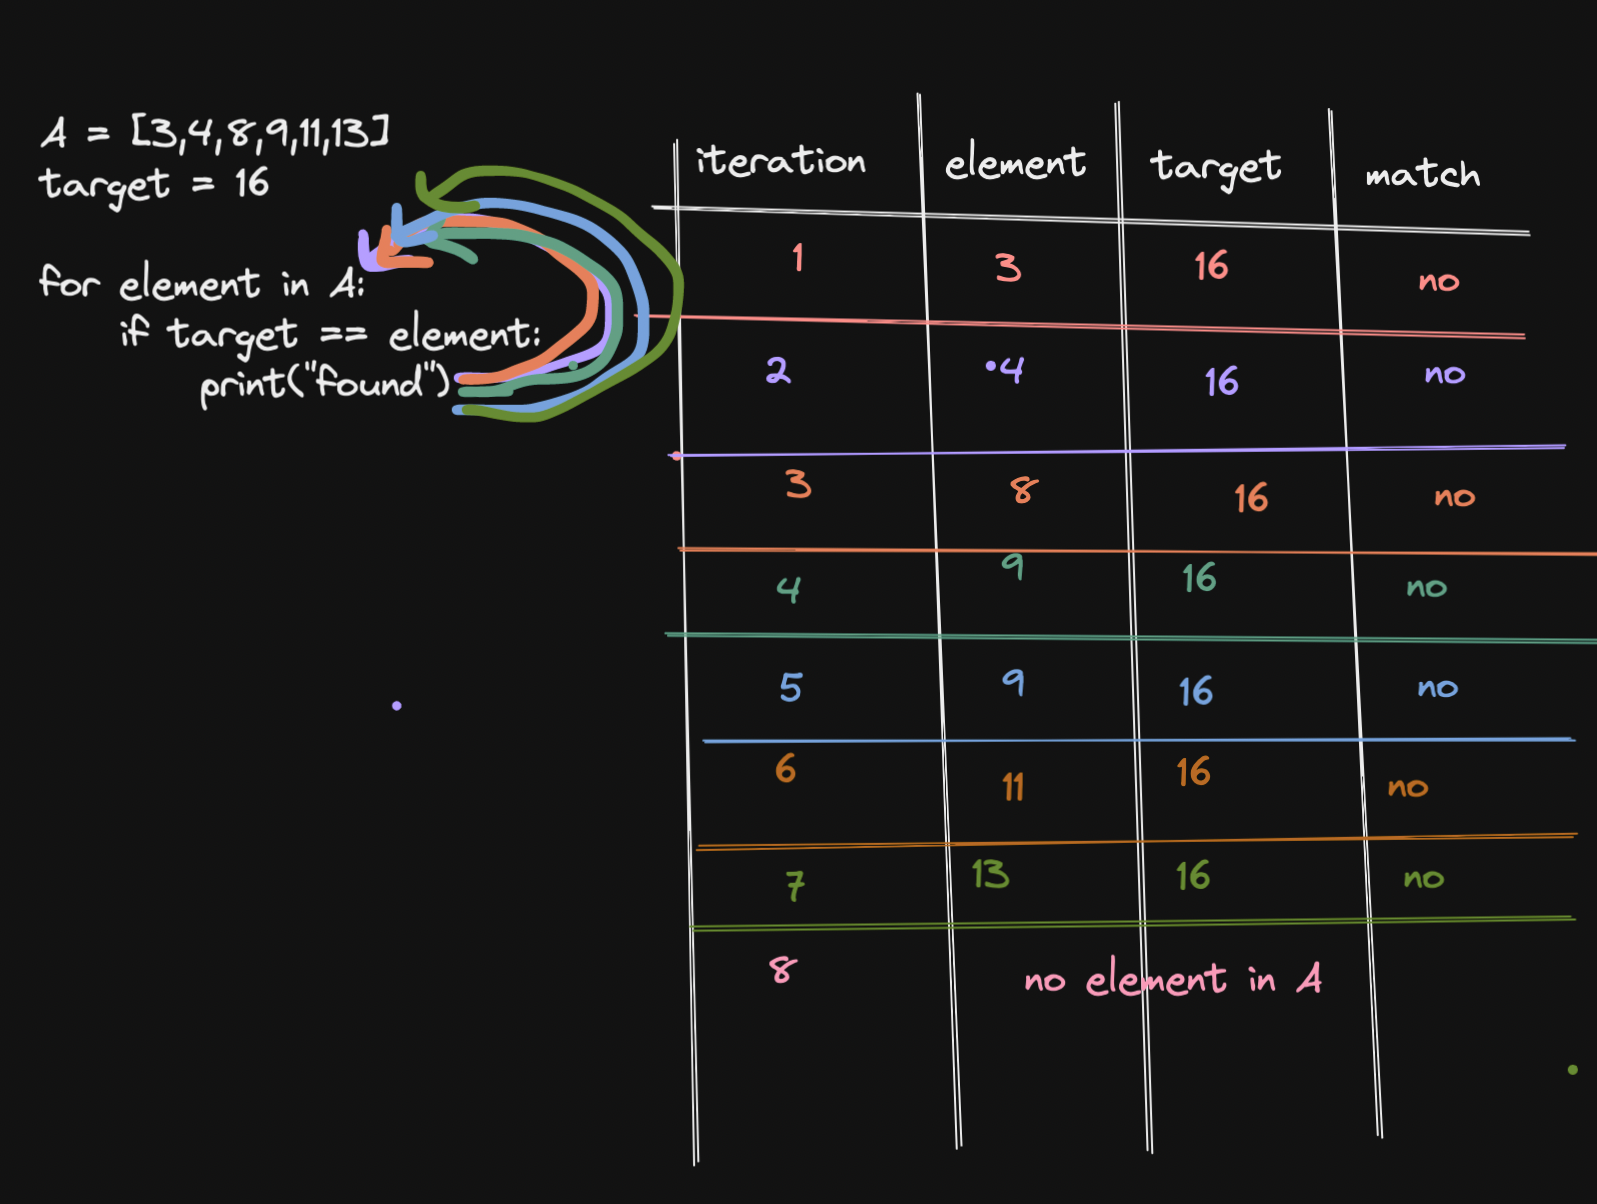 A = [3,4,8,9,11,13]
target = 16
for element in A:
if target == element:
print("found")
iteration element target match
1 3 16 no
2 4 16 no
3 8 16 no
4 9 16 no
5 9 16 no
6 11 16 no
7 13 16 no
8 no element in A